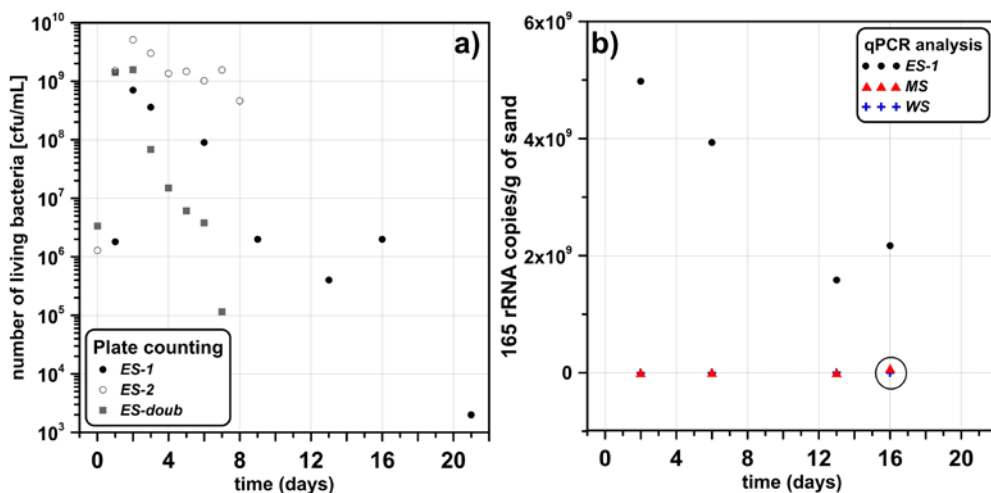 a)
number of living bacteria [cfu/mL]
10^10
10^9
10^8
10^7
10^6
10^5
10^4
10^3
Plate counting
ES-1
ES-2
ES-doub
0 4 8 12 16 20
time (days)
b)
165 rRNA copies/g of sand
6x10^9
4x10^9
2x10^9
0
qPCR analysis
ES-1
MS
WS
0 4 8 12 16 20
time (days)